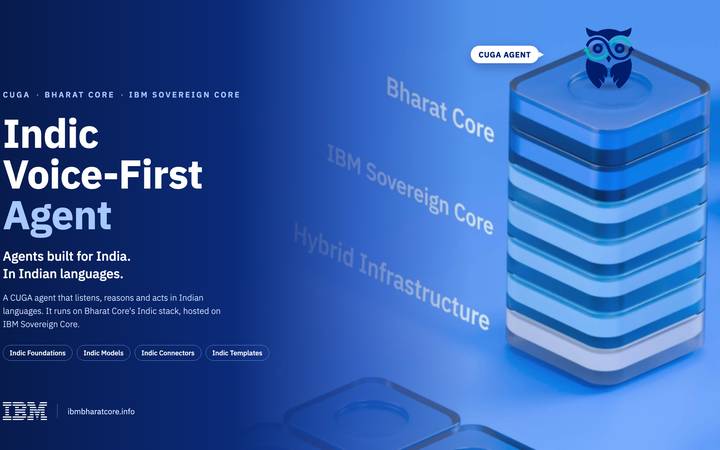 CUGA · BHARAT CORE · IBM SOVEREIGN CORE
Indic
Voice-First
Agent
Agents built for India.
In Indian languages.
A CUGA agent that listens, reasons and acts in Indian
languages. It runs on Bharat Core's Indic stack, hosted on
IBM Sovereign Core.
Indic Foundations
Indic Models
Indic Connectors
Indic Templates
IBM
ibmbharatcore.info
CUGA AGENT
Bharat Core
IBM Sovereign Core
Hybrid Infrastructure